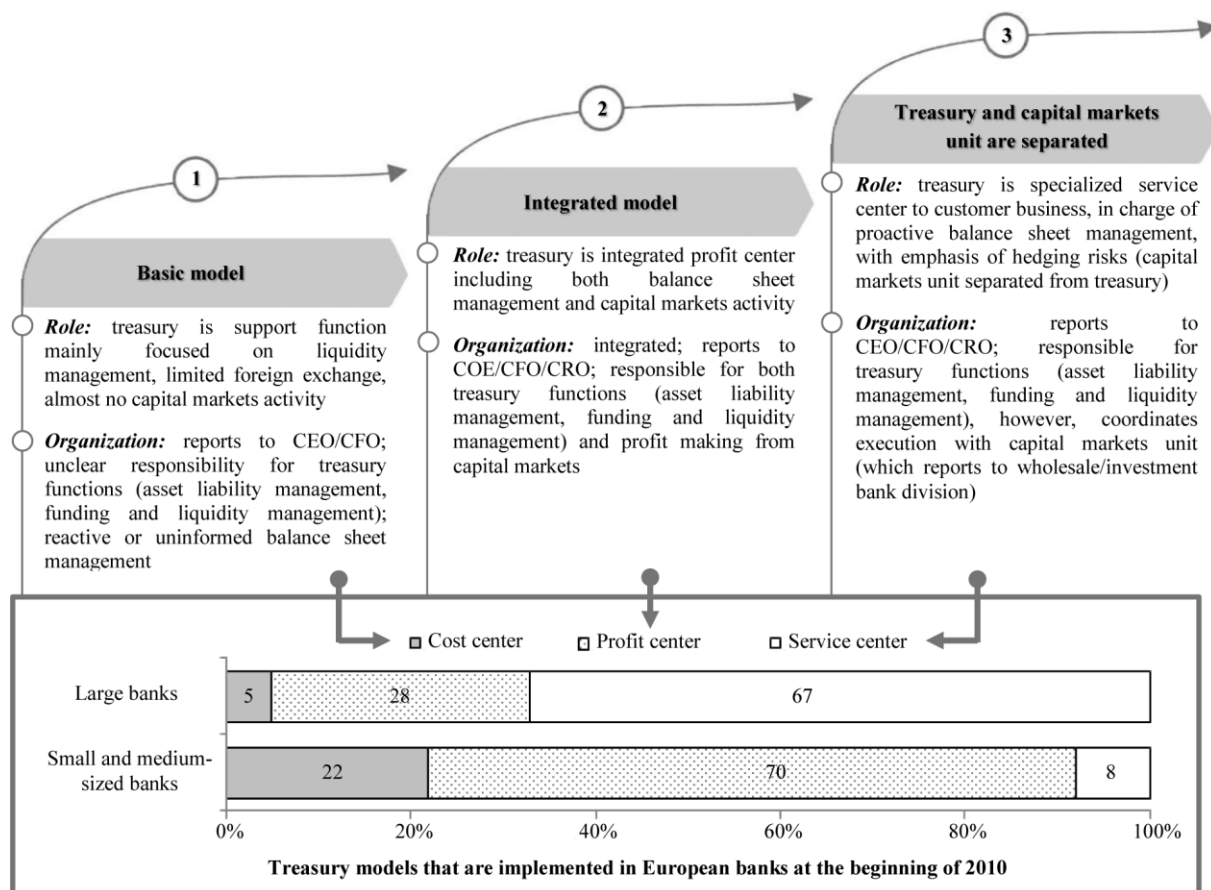 1
Basic model
Role: treasury is support function
mainly focused on liquidity
management, limited foreign exchange,
almost no capital markets activity
Organization: reports to CEO/CFO;
unclear responsibility for treasury
functions (asset liability management,
funding and liquidity management);
reactive or uninformed balance sheet
management
2
Integrated model
Role: treasury is integrated profit center
including both balance sheet
management and capital markets activity
Organization: integrated; reports to
COE/CFO/CRO; responsible for both
treasury functions (asset liability
management, funding and liquidity
management) and profit making from
capital markets
3
Treasury and capital markets
unit are separated
Role: treasury is specialized service
center to customer business, in charge of
proactive balance sheet management,
with emphasis of hedging risks (capital
markets unit separated from treasury)
Organization: reports to
CEO/CFO/CRO; responsible for
treasury functions (asset liability
management, funding and liquidity
management), however, coordinates
execution with capital markets unit
(which reports to wholesale/investment
bank division)
Cost center Profit center Service center
Large banks 5 28 67
Small and medium-
sized banks 22 70 8
0% 20% 40% 60% 80% 100%
Treasury models that are implemented in European banks at the beginning of 2010